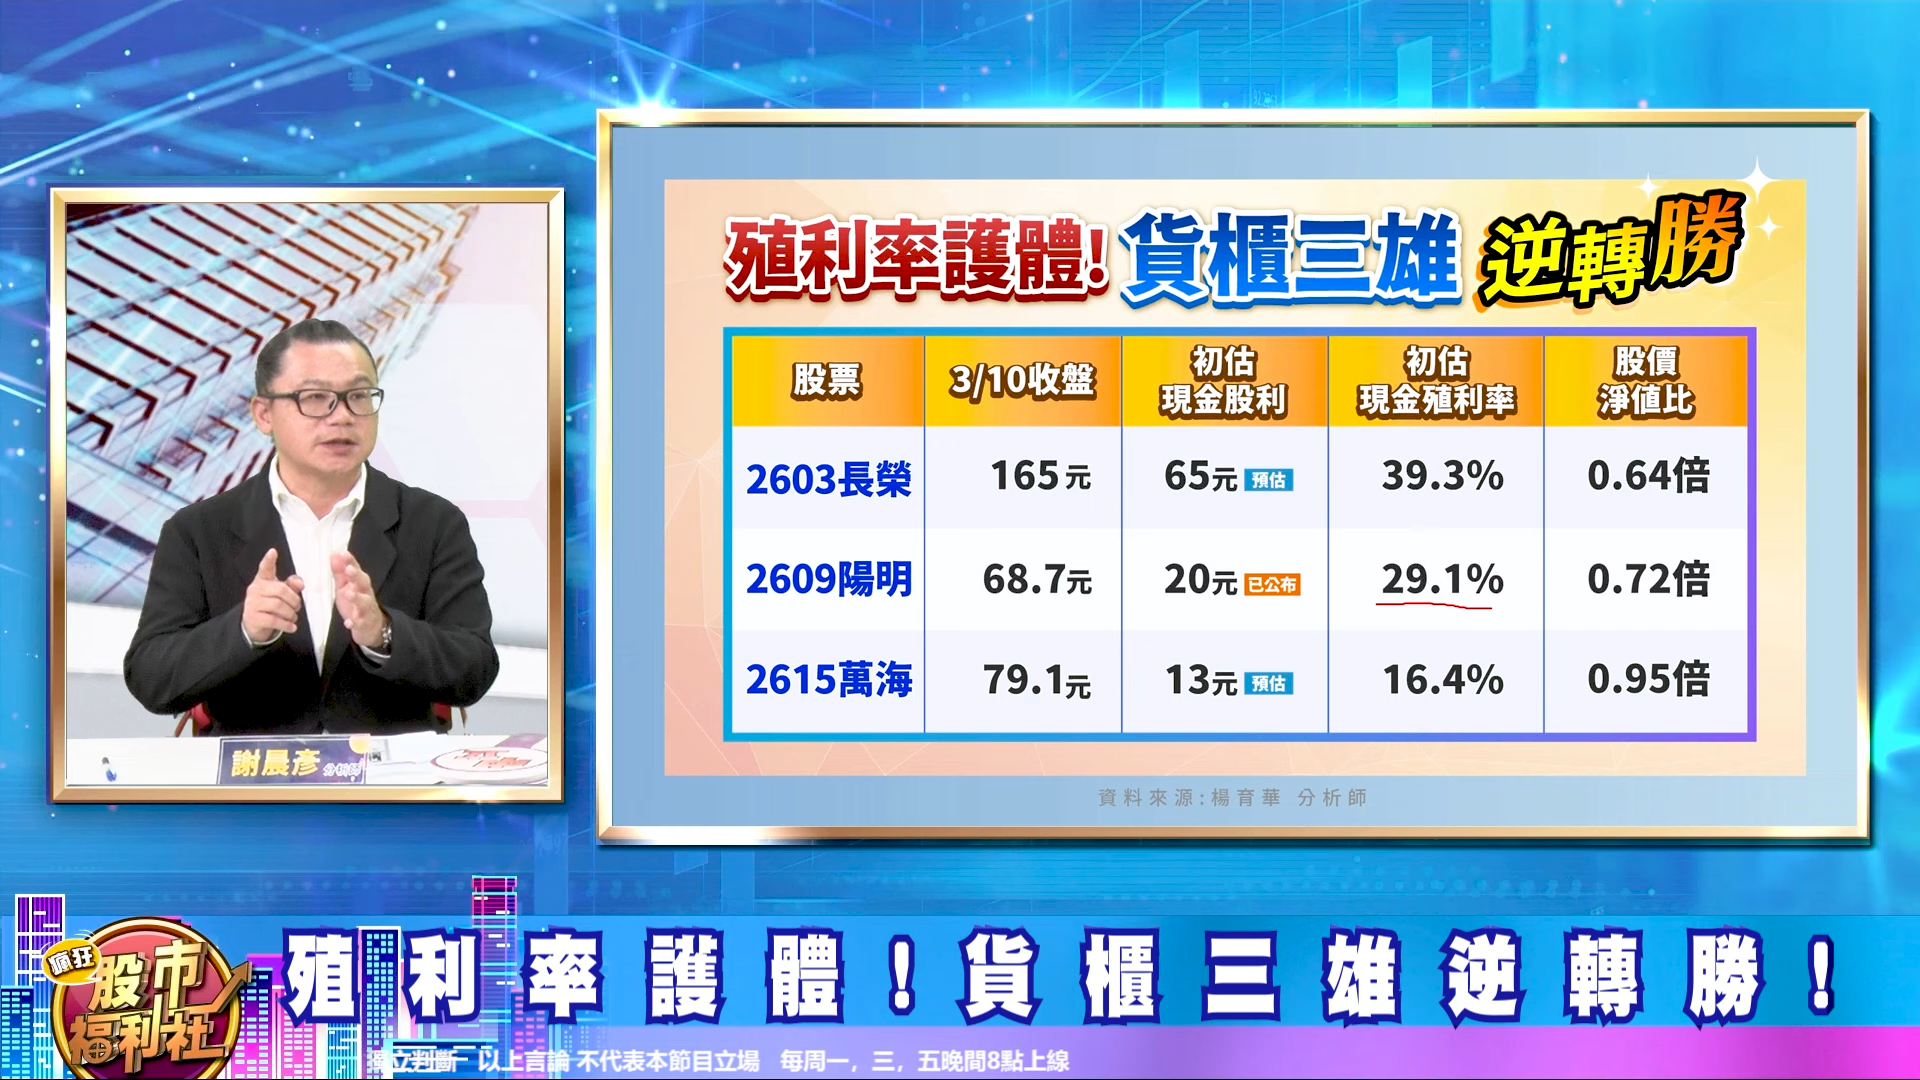 殖利率護體! 貨櫃三雄 逆轉勝
股票 3/10收盤 初估現金股利 初估現金殖利率 股價淨值比
2603長榮 165元 65元 預估 39.3% 0.64倍
2609陽明 68.7元 20元 已公布 29.1% 0.72倍
2615萬海 79.1元 13元 預估 16.4% 0.95倍
資料來源:楊育華 分析師
謝晨彥 分析師
殖利率護體!貨櫃三雄逆轉勝!
瘋狂
股市
福利社
獨立判斷 以上言論 不代表本節目立場 每周一, 三, 五晚間8點上線